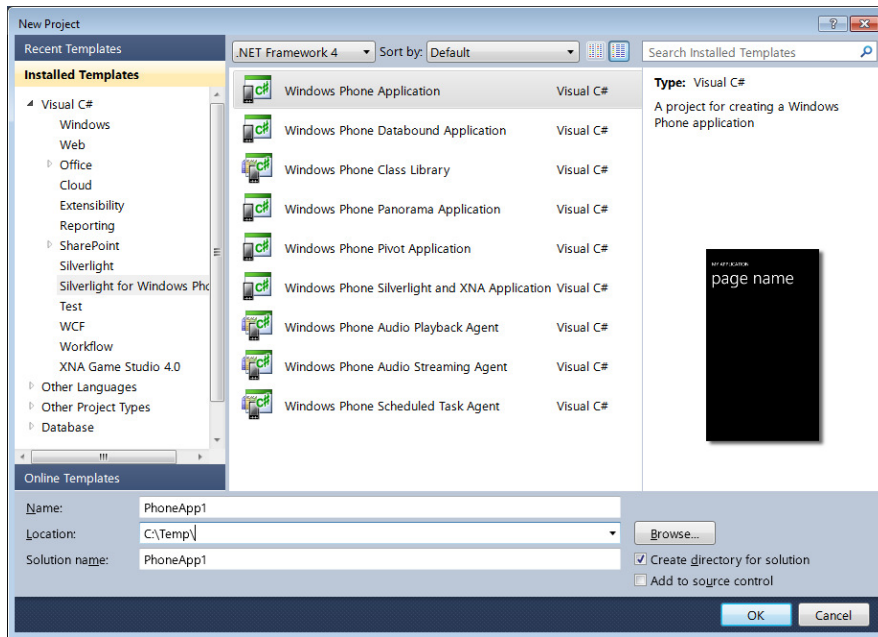 New Project
Recent Templates
Installed Templates
Visual C#
Windows
Web
Office
Cloud
Extensibility
Reporting
SharePoint
Silverlight
Silverlight for Windows Pho
Test
WCF
Workflow
XNA Game Studio 4.0
Other Languages
Other Project Types
Database
Online Templates
.NET Framework 4 Sort by: Default
Windows Phone Application Visual C#
Windows Phone Databound Application Visual C#
Windows Phone Class Library Visual C#
Windows Phone Panorama Application Visual C#
Windows Phone Pivot Application Visual C#
Windows Phone Silverlight and XNA Application Visual C#
Windows Phone Audio Playback Agent Visual C#
Windows Phone Audio Streaming Agent Visual C#
Windows Phone Scheduled Task Agent Visual C#
Search Installed Templates
Type: Visual C#
A project for creating a Windows
Phone application
MY APPLICATION
page name
Name: PhoneApp1
Location: C:\Temp\
Browse...
Solution name: PhoneApp1
Create directory for solution
Add to source control
OK Cancel